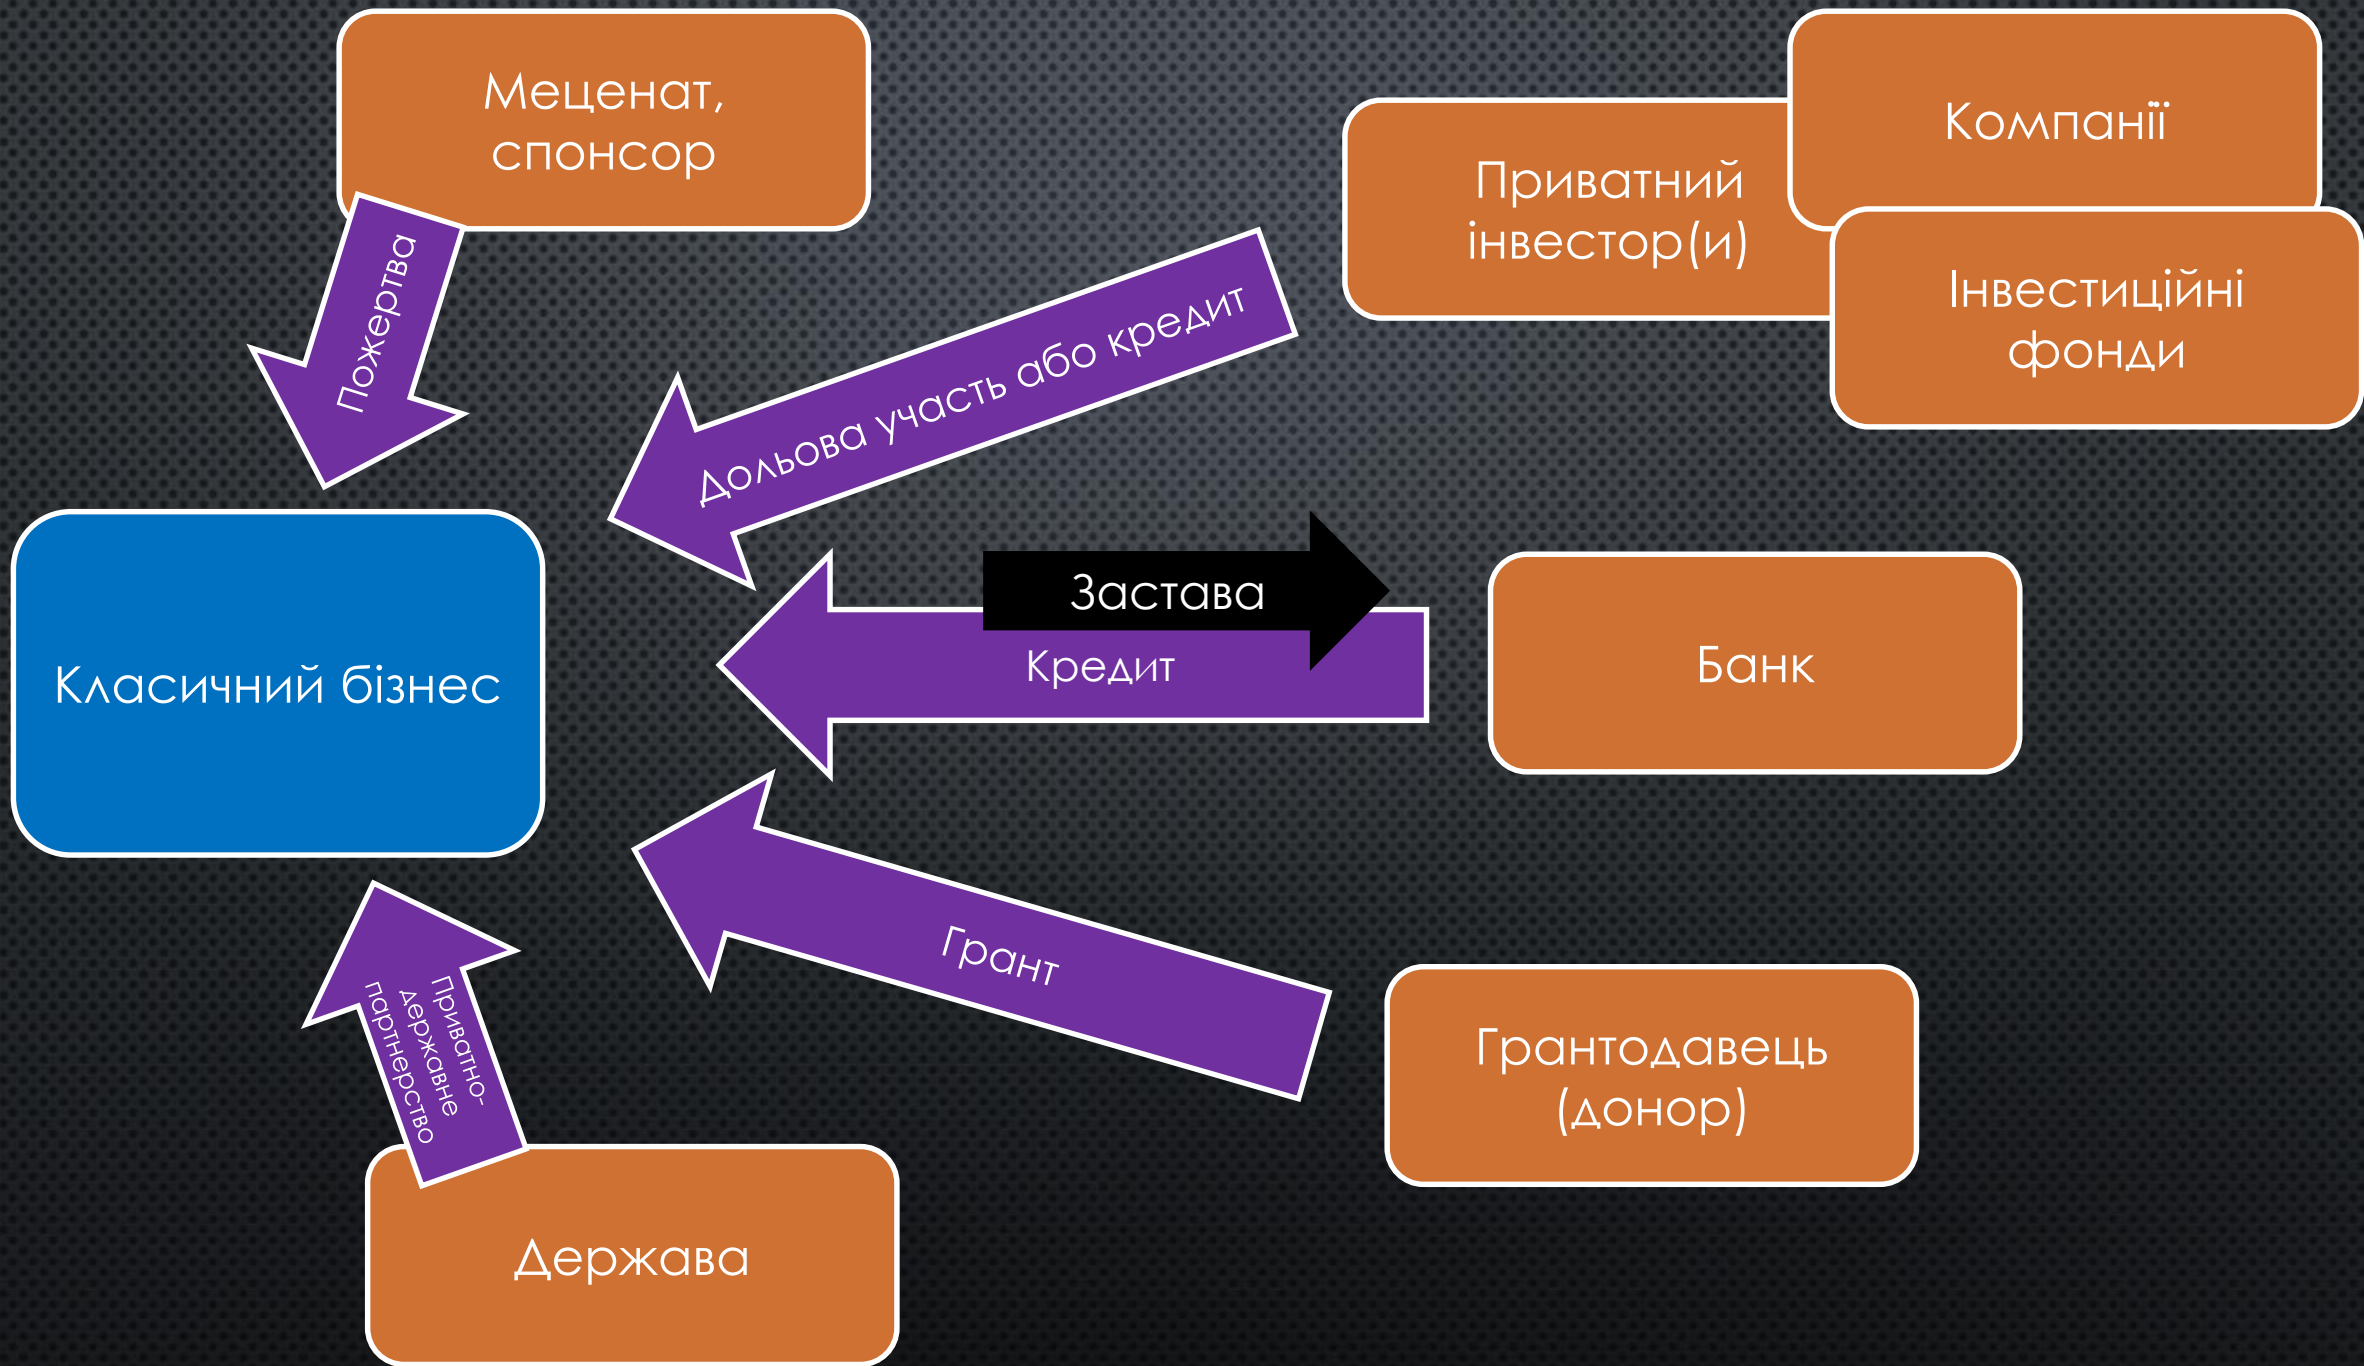 Меценат,
спонсор
Компанії
Приватний
інвестор(и)
Інвестиційні
фонди
Пожертва
Дольова участь або кредит
Застава
Кредит
Банк
Класичний бізнес
Грант
Приватно-
державне
партнерство
Грантодавець
(донор)
Держава